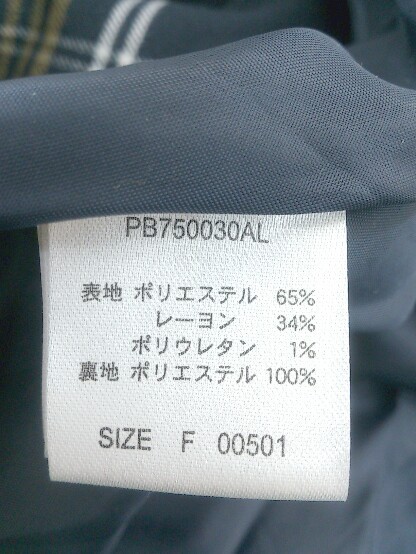 PB750030AL
表地 ポリエステル 65%
レーヨン 34%
ポリウレタン 1%
裏地 ポリエステル 100%
SIZE F 00501